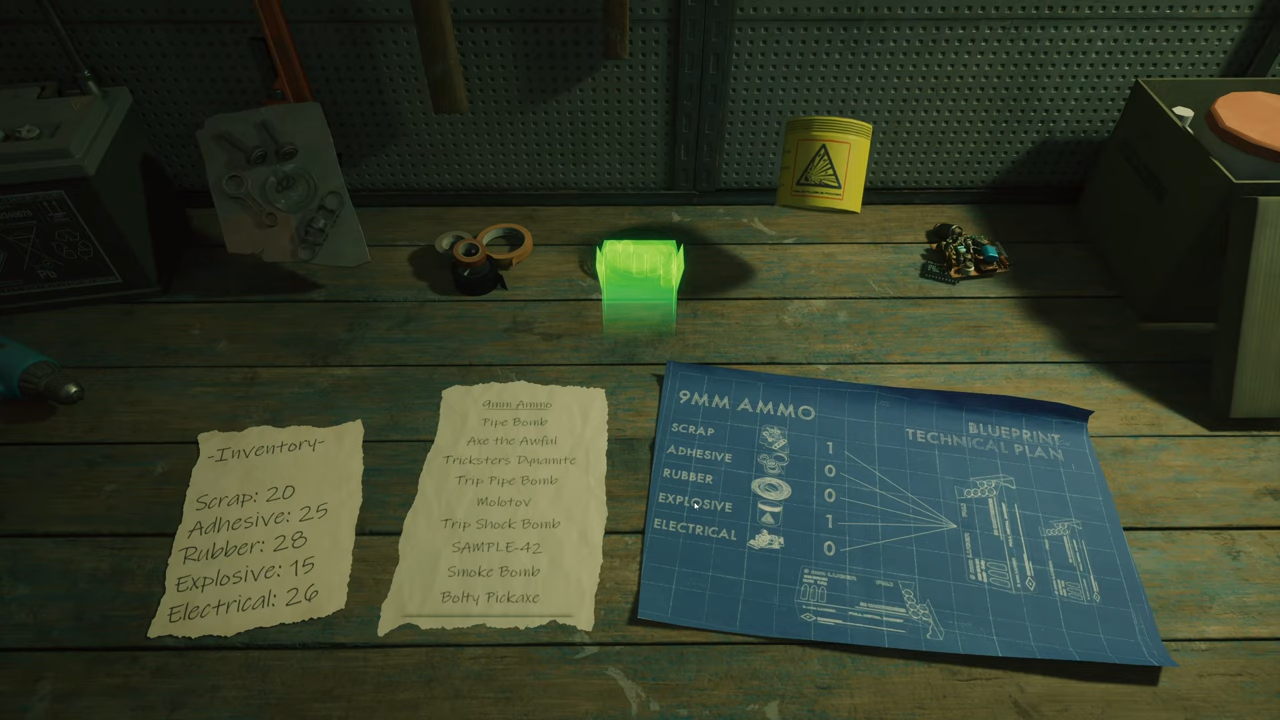 -Inventory-
Scrap: 20
Adhesive: 25
Rubber: 28
Explosive: 15
Electrical: 26
9mm Ammo
Pipe Bomb
Axe the Awful
Tricksters Dynamite
Trip Pipe Bomb
Molotov
Trip Shock Bomb
SAMPLE-42
Smoke Bomb
Bolty Pickaxe
9MM AMMO
BLUEPRINT
TECHNICAL PLAN
SCRAP 1
ADHESIVE 0
RUBBER 0
EXPLOSIVE 1
ELECTRICAL 0
Pb